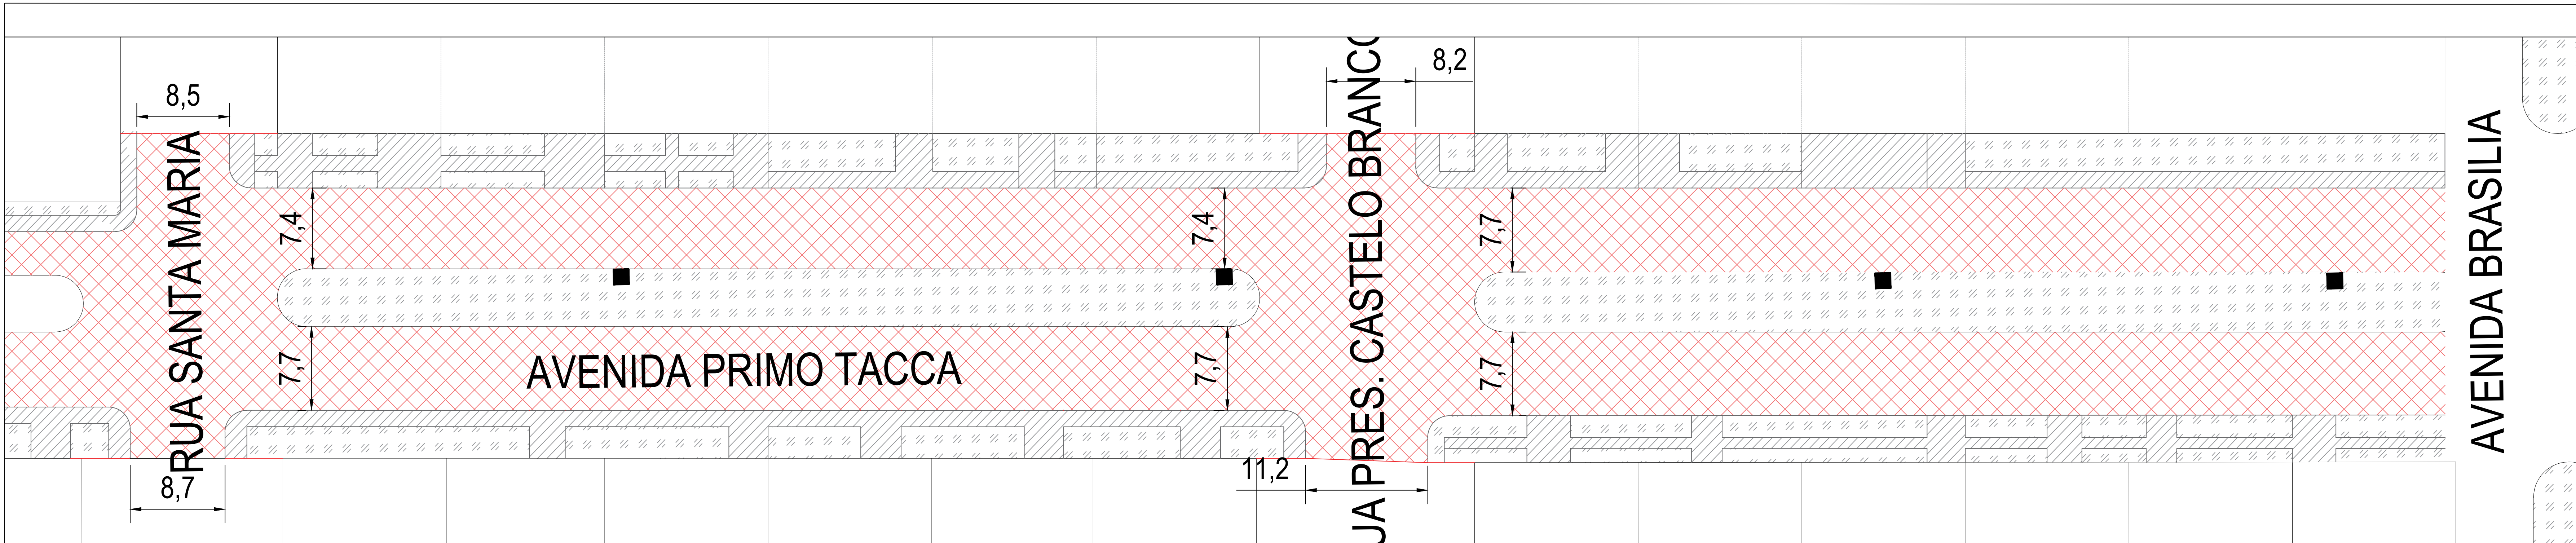 8,5
8,2
RUA SANTA MARIA
7,4
7,4
7,7
UA PRES. CASTELO BRANCO
AVENIDA BRASILIA
7,7
AVENIDA PRIMO TACCA
7,7
7,7
8,7
11,2